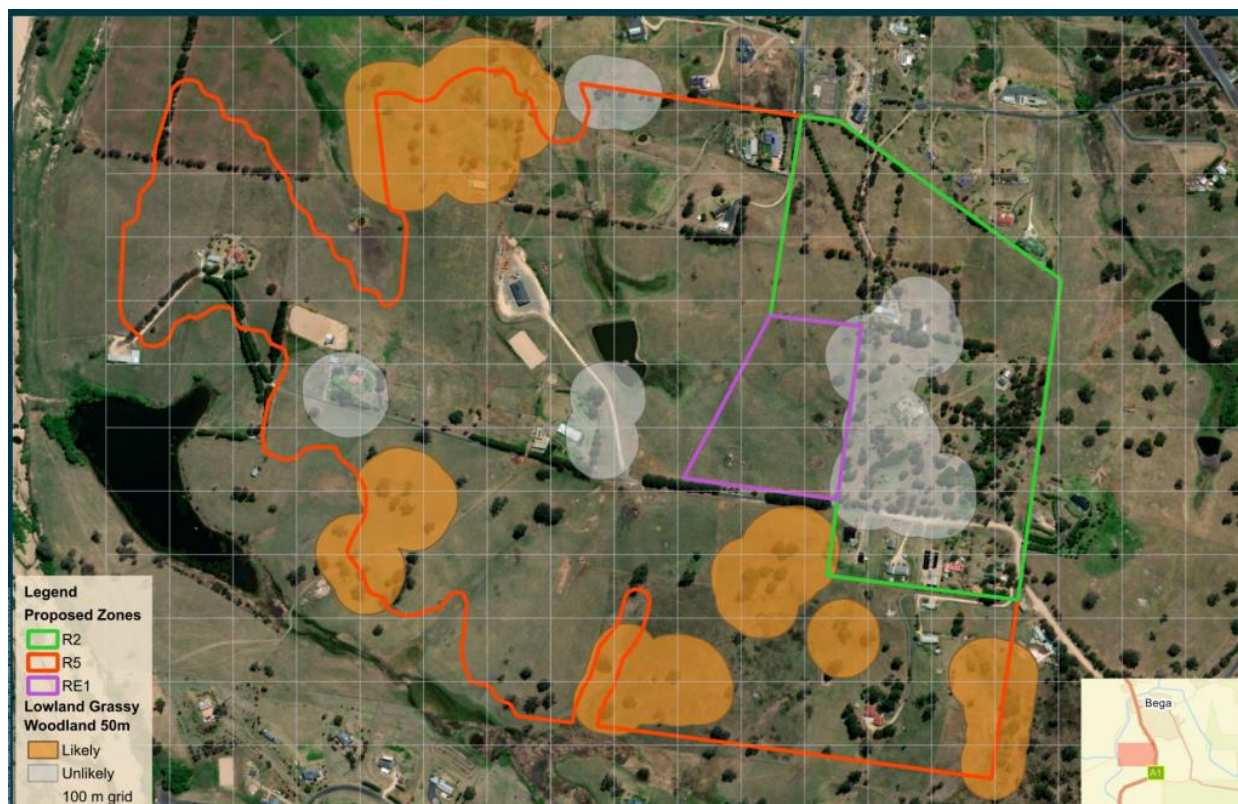 Legend
Proposed Zones
R2
R5
RE1
Lowland Grassy
Woodland 50m
Likely
Unlikely
100 m grid
Bega
A1